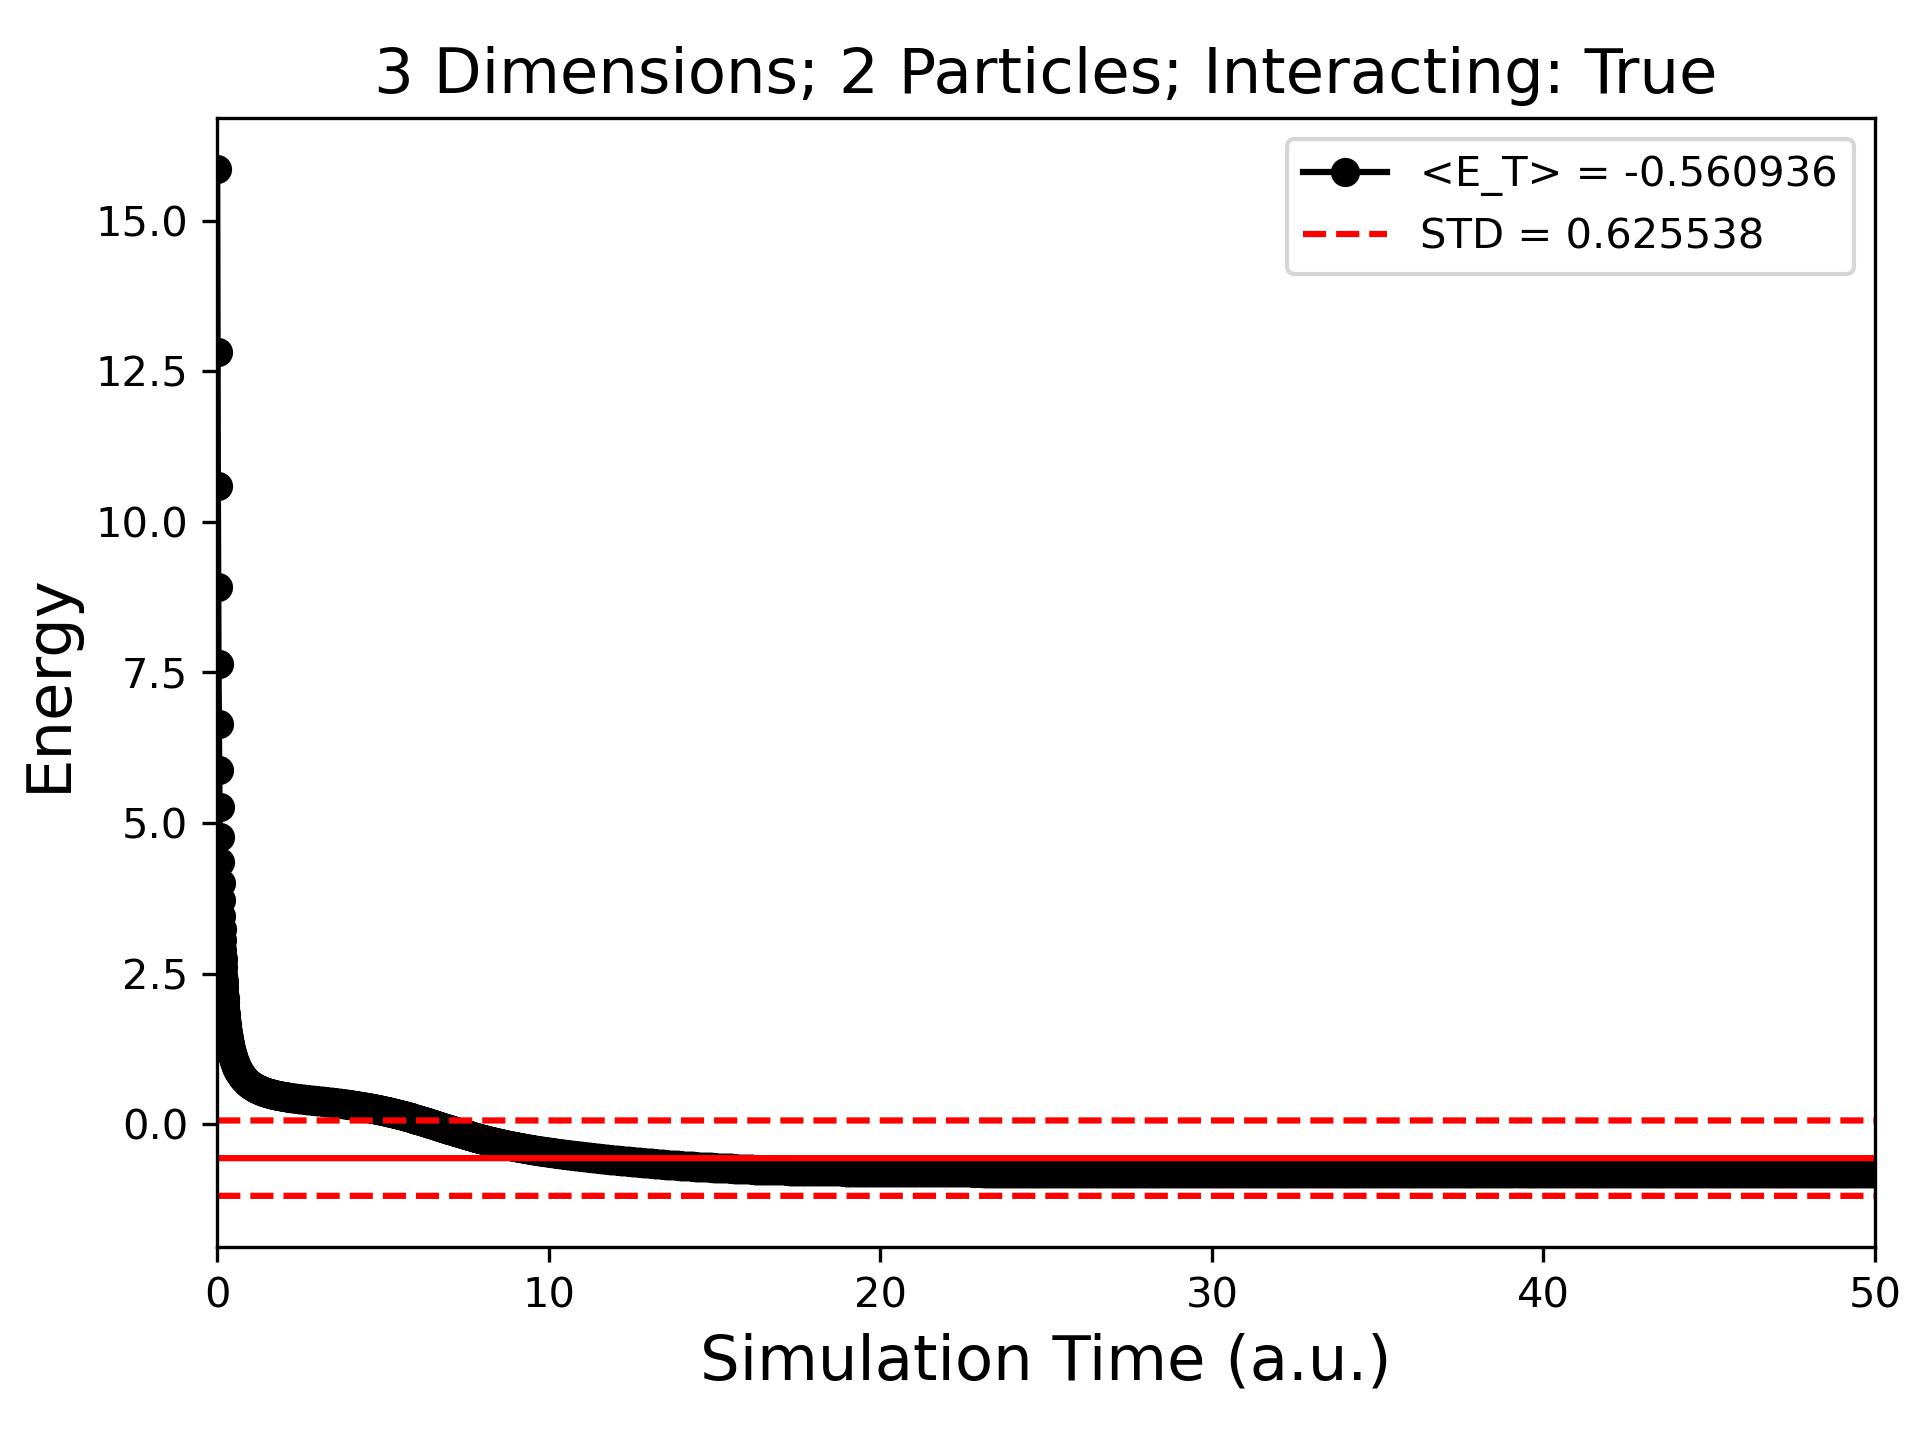 3 Dimensions; 2 Particles; Interacting: True
<E_T> = -0.560936
STD = 0.625538
Energy
15.0
12.5
10.0
7.5
5.0
2.5
0.0
0 10 20 30 40 50
Simulation Time (a.u.)